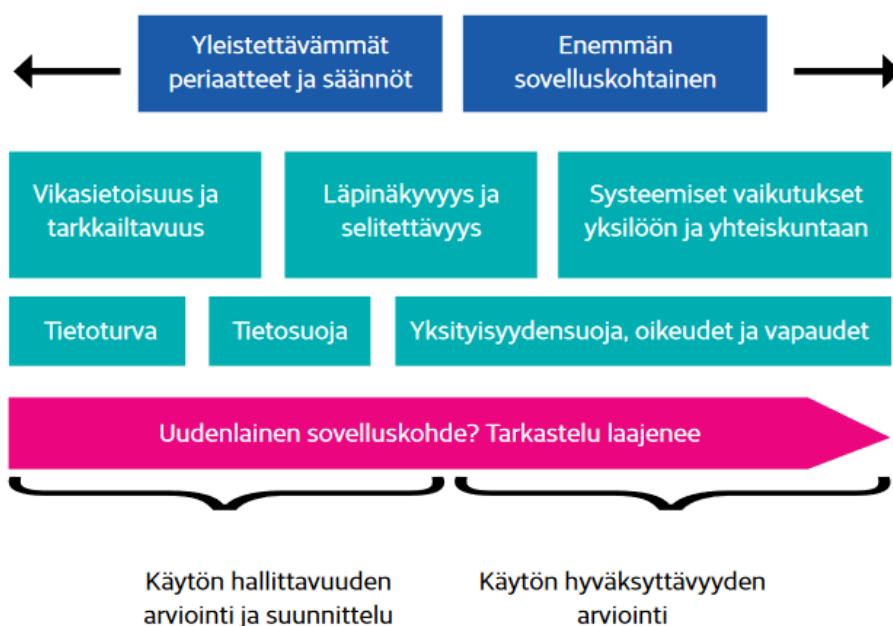 Yleistettävämmät
periaatteet ja säännöt
Enemmän
sovelluskohtainen
Vikasietoisuus ja
tarkkailtavuus
Läpinäkyvyys ja
selitettävyys
Systeemiset vaikutukset
yksilöön ja yhteiskuntaan
Tietoturva
Tietosuoja
Yksityisyydensuoja, oikeudet ja vapaudet
Uudenlainen sovelluskohde? Tarkastelu laajenee
Käytön hallittavuuden
arviointi ja suunnittelu
Käytön hyväksyttävyyden
arviointi